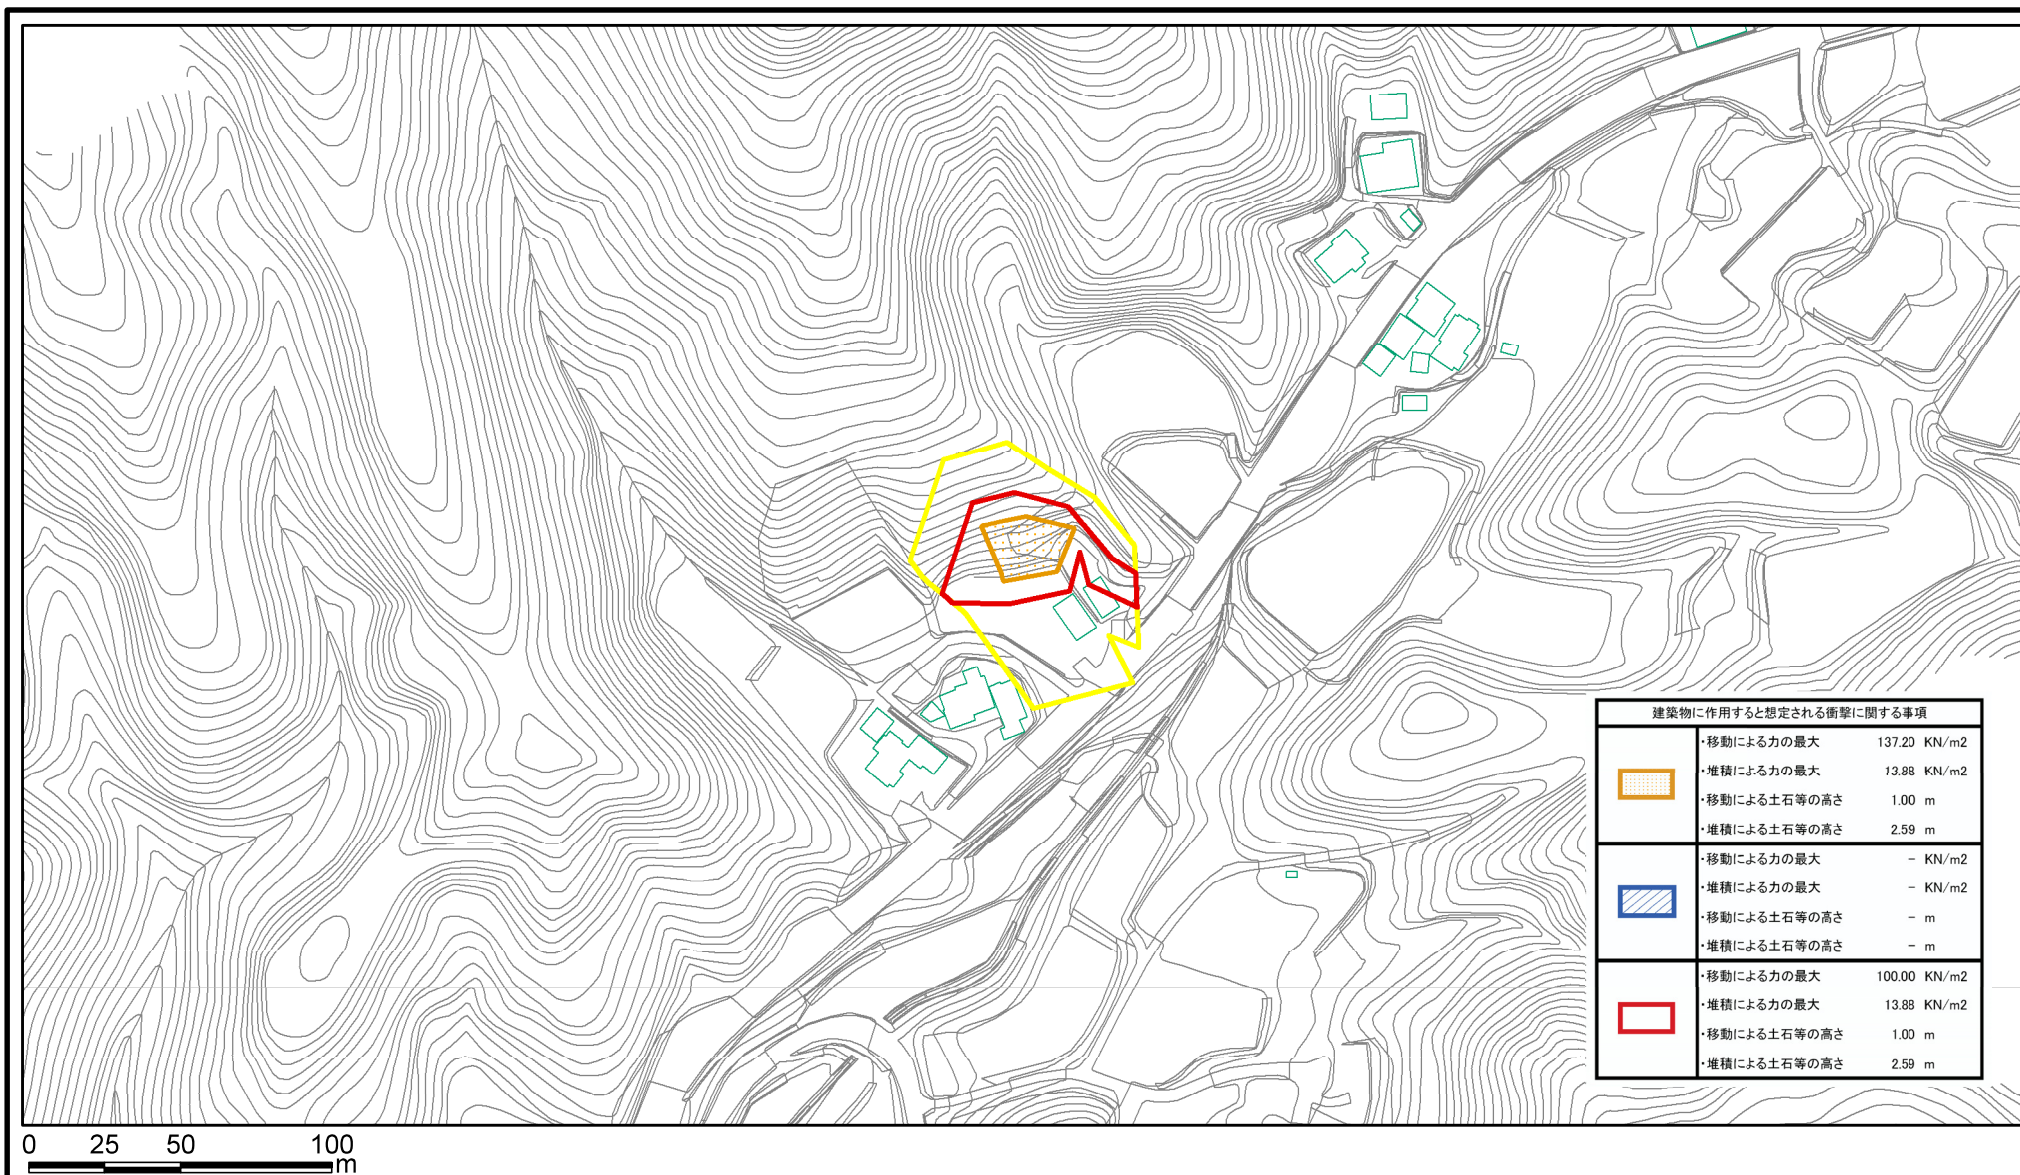 建築物に作用すると想定される衝撃に関する事項
・移動による力の最大 137.20 KN/m2
・堆積による力の最大 13.88 KN/m2
・移動による土石等の高さ 1.00 m
・堆積による土石等の高さ 2.59 m
・移動による力の最大 - KN/m2
・堆積による力の最大 - KN/m2
・移動による土石等の高さ - m
・堆積による土石等の高さ - m
・移動による力の最大 100.00 KN/m2
・堆積による力の最大 13.88 KN/m2
・移動による土石等の高さ 1.00 m
・堆積による土石等の高さ 2.59 m
0 25 50 100
m